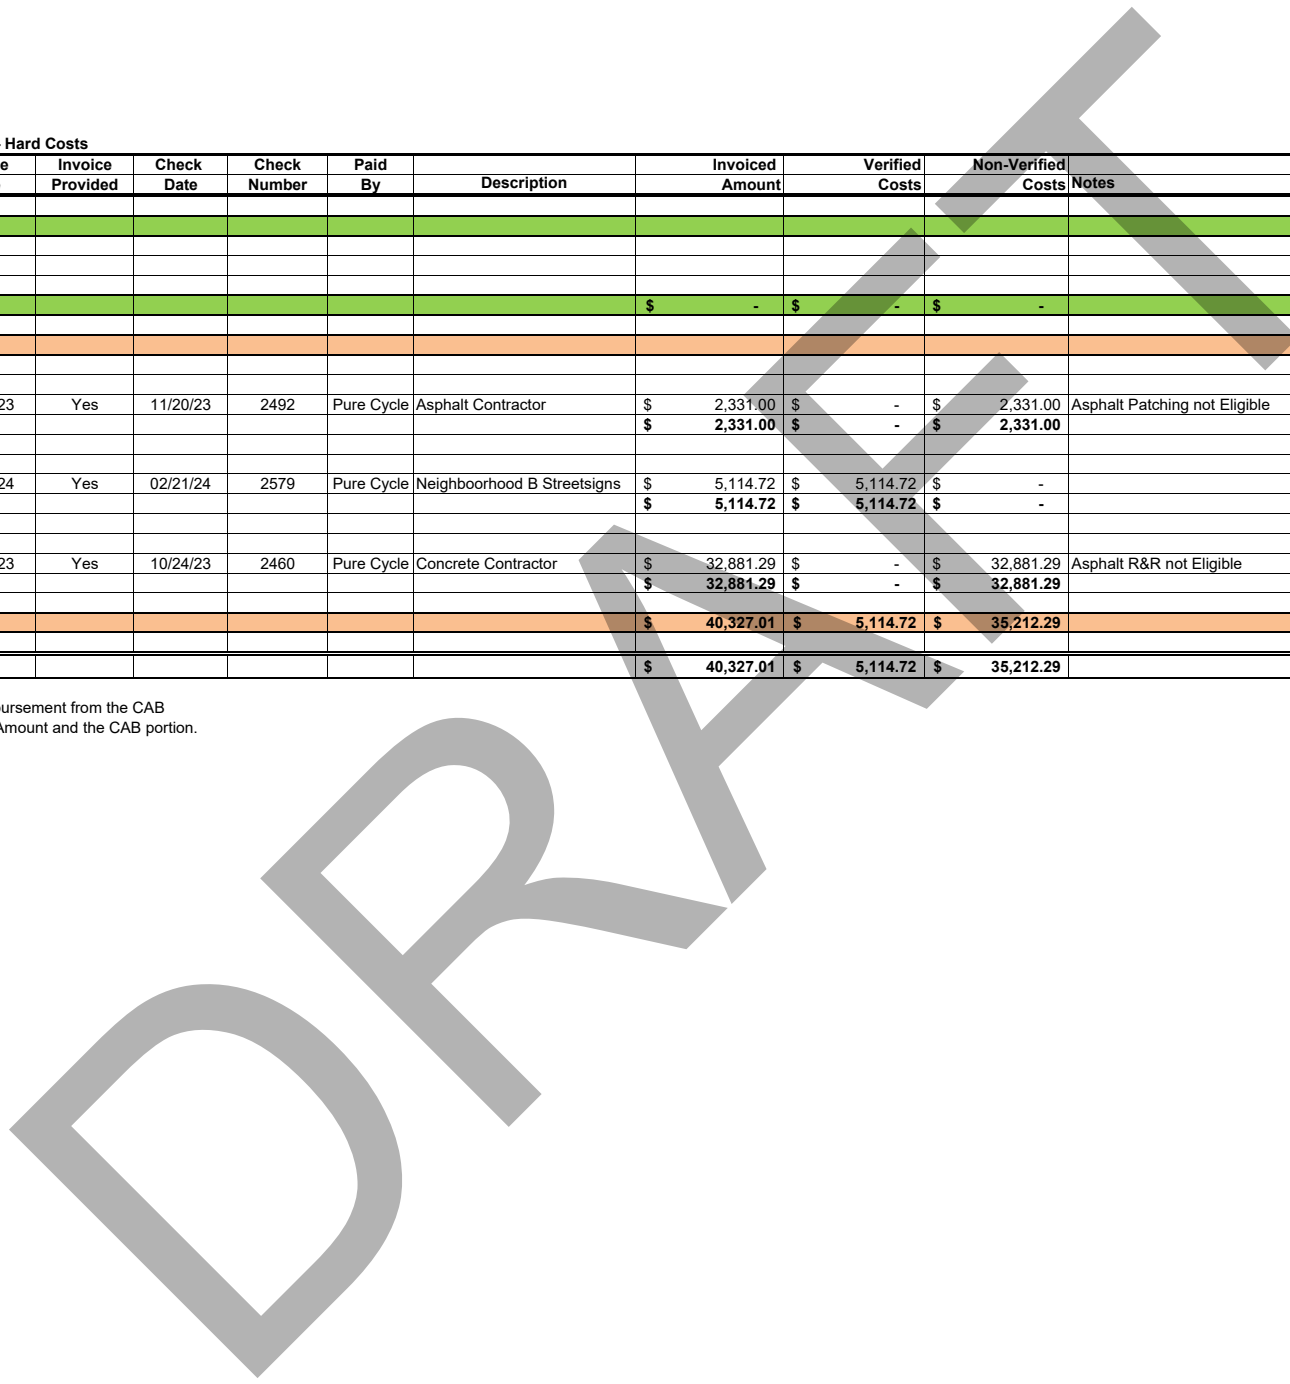 Hard Costs
e Invoice Check Check Paid Invoiced Verified Non-Verified
Provided Date Number By Description Amount Costs Costs Notes
$ - $ - $ -
23 Yes 11/20/23 2492 Pure Cycle Asphalt Contractor $ 2,331.00 $ - $ 2,331.00 Asphalt Patching not Eligible
$ 2,331.00 $ - $ 2,331.00
24 Yes 02/21/24 2579 Pure Cycle Neighboorhood B Streetsigns $ 5,114.72 $ 5,114.72 $ -
$ 5,114.72 $ 5,114.72 $ -
23 Yes 10/24/23 2460 Pure Cycle Concrete Contractor $ 32,881.29 $ - $ 32,881.29 Asphalt R&R not Eligible
$ 32,881.29 $ - $ 32,881.29
$ 40,327.01 $ 5,114.72 $ 35,212.29
$ 40,327.01 $ 5,114.72 $ 35,212.29
ursement from the CAB
Amount and the CAB portion.
DRAFT